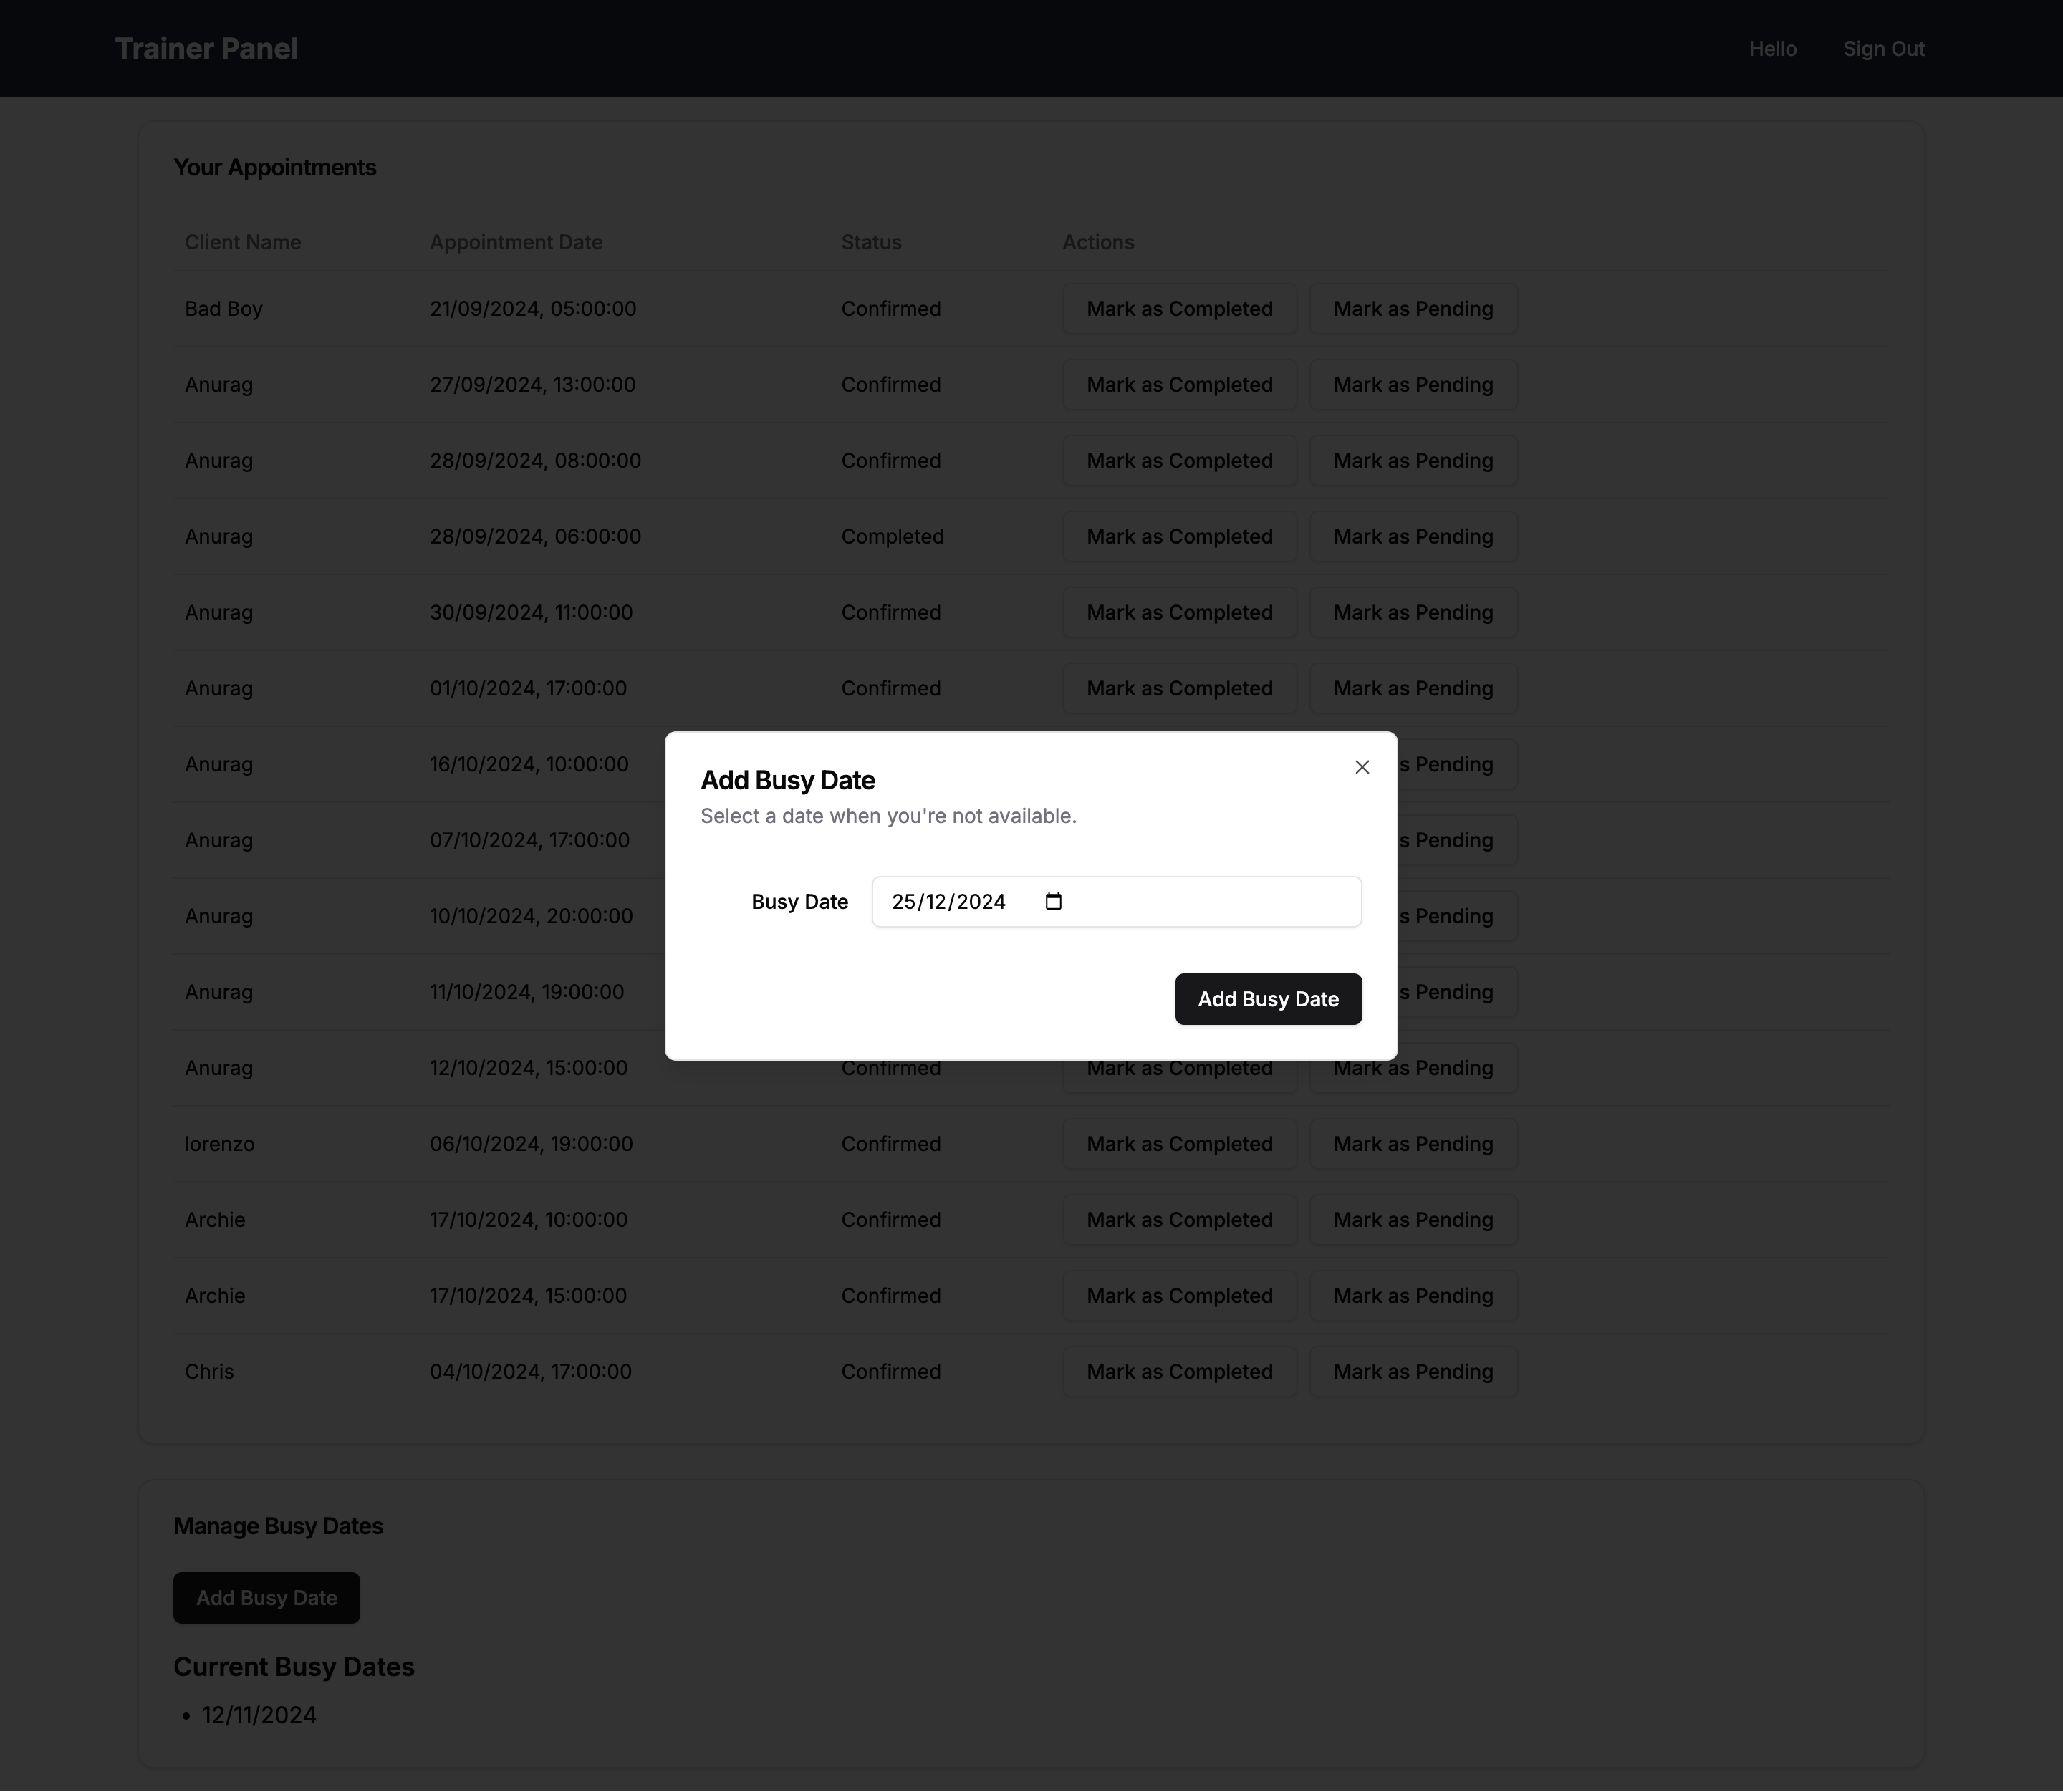 Trainer Panel
Hello
Sign Out
Your Appointments
Client Name Appointment Date Status Actions
Bad Boy 21/09/2024, 05:00:00 Confirmed Mark as Completed Mark as Pending
Anurag 27/09/2024, 13:00:00 Confirmed Mark as Completed Mark as Pending
Anurag 28/09/2024, 08:00:00 Confirmed Mark as Completed Mark as Pending
Anurag 28/09/2024, 06:00:00 Completed Mark as Completed Mark as Pending
Anurag 30/09/2024, 11:00:00 Confirmed Mark as Completed Mark as Pending
Anurag 01/10/2024, 17:00:00 Confirmed Mark as Completed Mark as Pending
Anurag 16/10/2024, 10:00:00 s Pending
Anurag 07/10/2024, 17:00:00 s Pending
Anurag 10/10/2024, 20:00:00 s Pending
Anurag 11/10/2024, 19:00:00 s Pending
Anurag 12/10/2024, 15:00:00 Confirmed Mark as Completed Mark as Pending
lorenzo 06/10/2024, 19:00:00 Confirmed Mark as Completed Mark as Pending
Archie 17/10/2024, 10:00:00 Confirmed Mark as Completed Mark as Pending
Archie 17/10/2024, 15:00:00 Confirmed Mark as Completed Mark as Pending
Chris 04/10/2024, 17:00:00 Confirmed Mark as Completed Mark as Pending
Add Busy Date
Select a date when you're not available.
Busy Date 25/12/2024
Add Busy Date
Manage Busy Dates
Add Busy Date
Current Busy Dates
• 12/11/2024